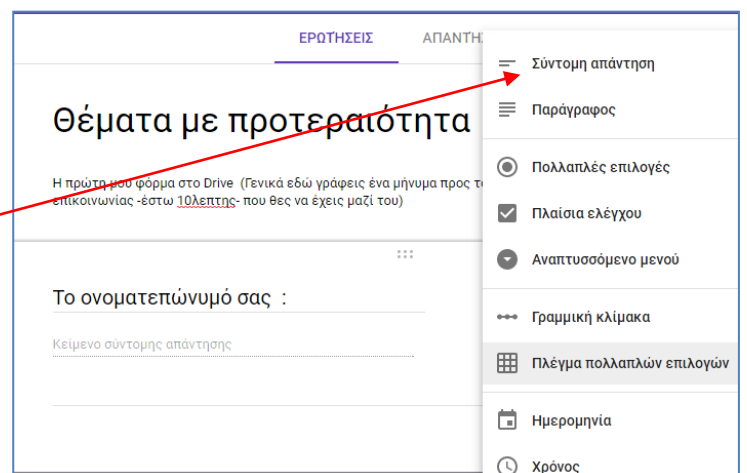 ΕΡΩΤΗΣΕΙΣ ΑΠΑΝΤΗΣ
Θέματα με προτεραιότητα
Η πρώτη μου φόρμα στο Drive (Γενικά εδώ γράφεις ένα μήνυμα προς τ
επικοινωνίας -έστω 10λεπτης- που θες να έχεις μαζί του)
Το ονοματεπώνυμό σας :
Κείμενο σύντομης απάντησης
Σύντομη απάντηση
Παράγραφος
Πολλαπλές επιλογές
Πλαίσια ελέγχου
Αναπτυσσόμενο μενού
Γραμμική κλίμακα
Πλέγμα πολλαπλών επιλογών
Ημερομηνία
Χρόνος